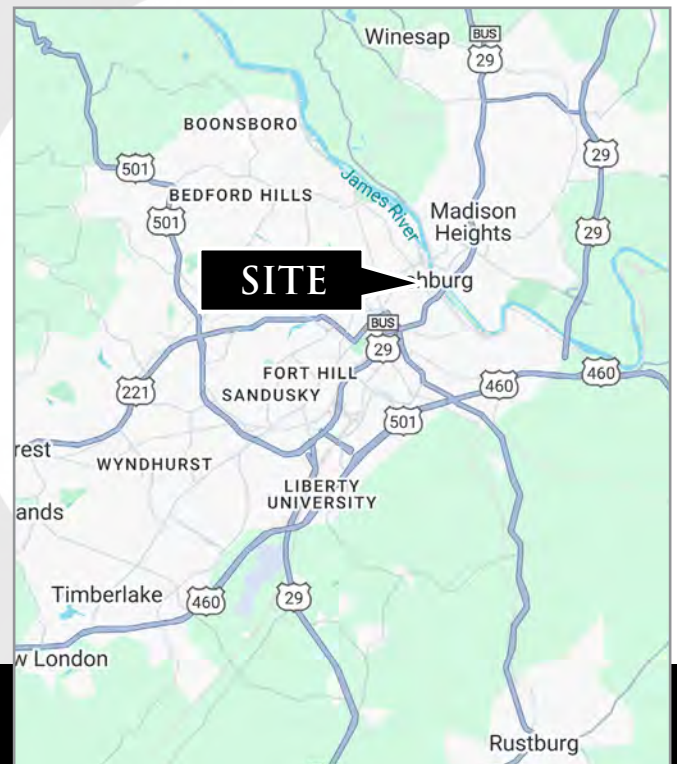 Winesap
BUS
29
BOONSBORO
501
29
BEDFORD HILLS
James River
501
Madison
Heights
29
SITE
hburg
BUS
29
FORT HILL
460
460
221
SANDUSKY
501
rest
WYNDHURST
LIBERTY
UNIVERSITY
ands
Timberlake
460
29
w London
Rustburg